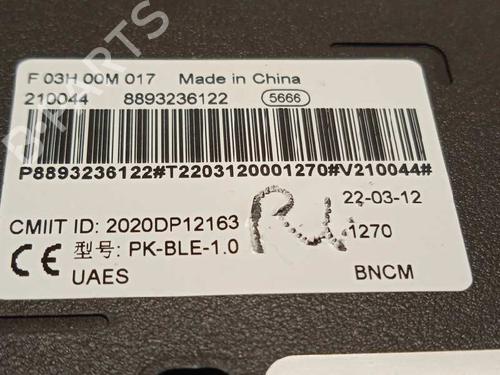 B-PARTS
F 03H 00M 017 Made in China
210044 8893236122 5666
P8893236122#T2203120001270#V210044#
22-03-12
CMIIT ID: 2020DP12163 1270
CE 型号: PK-BLE-1.0
UAES BNCM